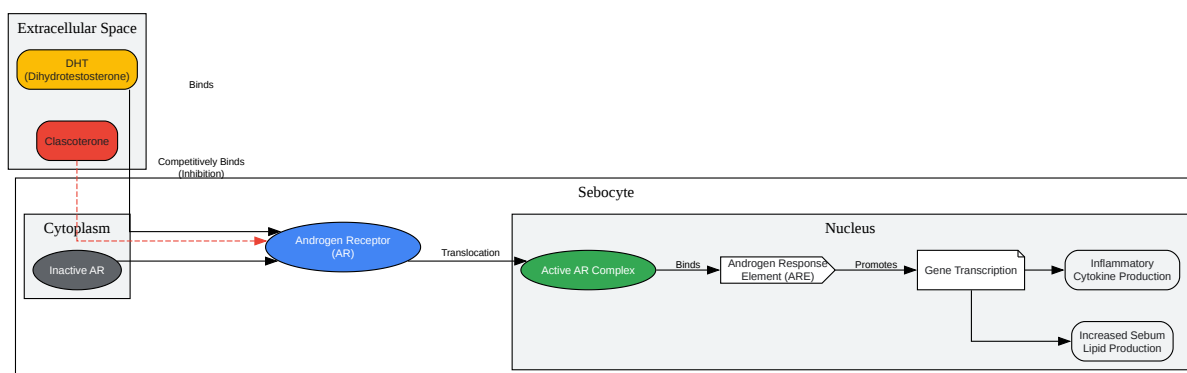 Extracellular Space
DHT
(Dihydrotestosterone)
Binds
Clascoterone
Competitively Binds
(Inhibition)
Sebocyte
Cytoplasm
Inactive AR
Androgen Receptor
(AR)
Translocation
Nucleus
Active AR Complex
Binds
Androgen Response
Element (ARE)
Promotes
Gene Transcription
Inflammatory
Cytokine Production
Increased Sebum
Lipid Production